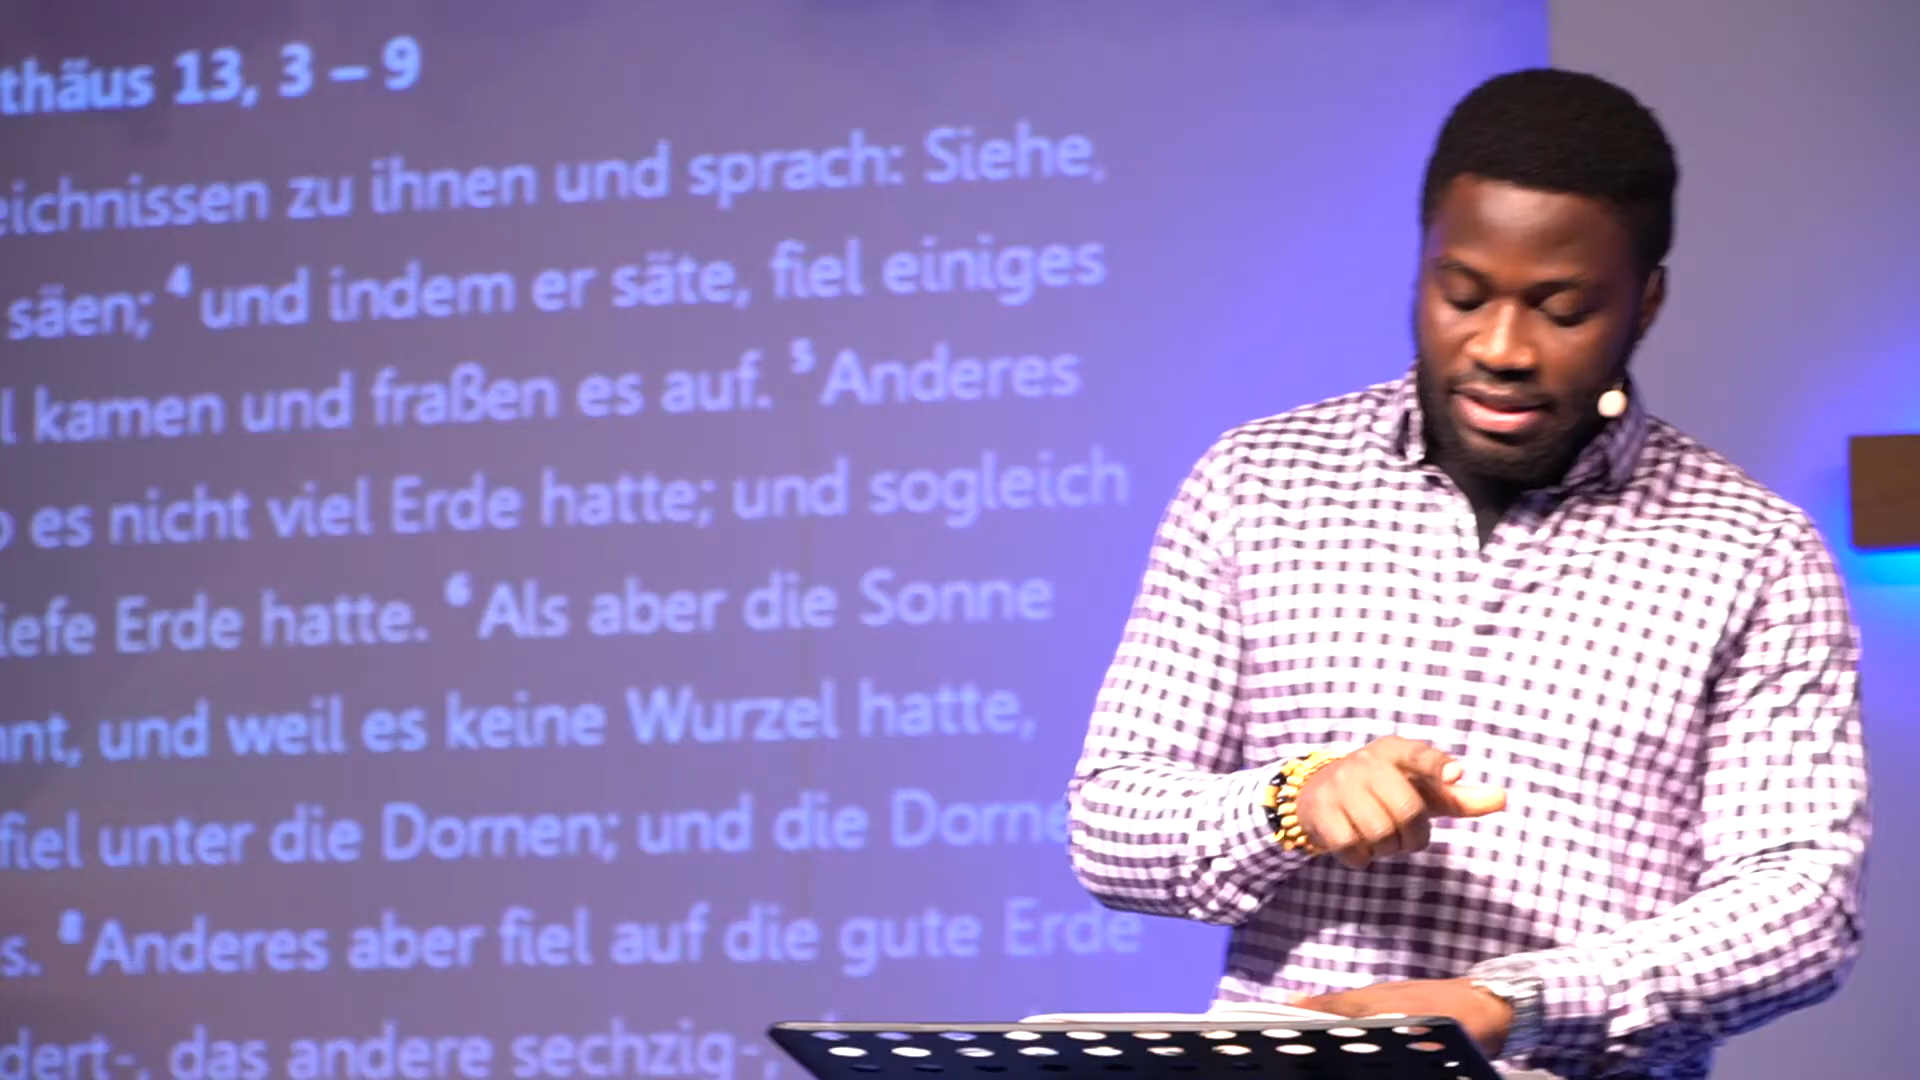 thäus 13, 3 – 9
eichnissen zu ihnen und sprach: Siehe,
säen; 4 und indem er säte, fiel einiges
l kamen und fraßen es auf. 5 Anderes
o es nicht viel Erde hatte; und sogleich
iefe Erde hatte. 6 Als aber die Sonne
nnt, und weil es keine Wurzel hatte,
fiel unter die Dornen; und die Dorne
s. 8 Anderes aber fiel auf die gute Erde
dert-, das andere sechzig-,